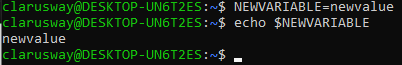 clarusway@DESKTOP-UN6T2ES:~$ NEWVARIABLE=newvalue
clarusway@DESKTOP-UN6T2ES:~$ echo $NEWVARIABLE
newvalue
clarusway@DESKTOP-UN6T2ES:~$